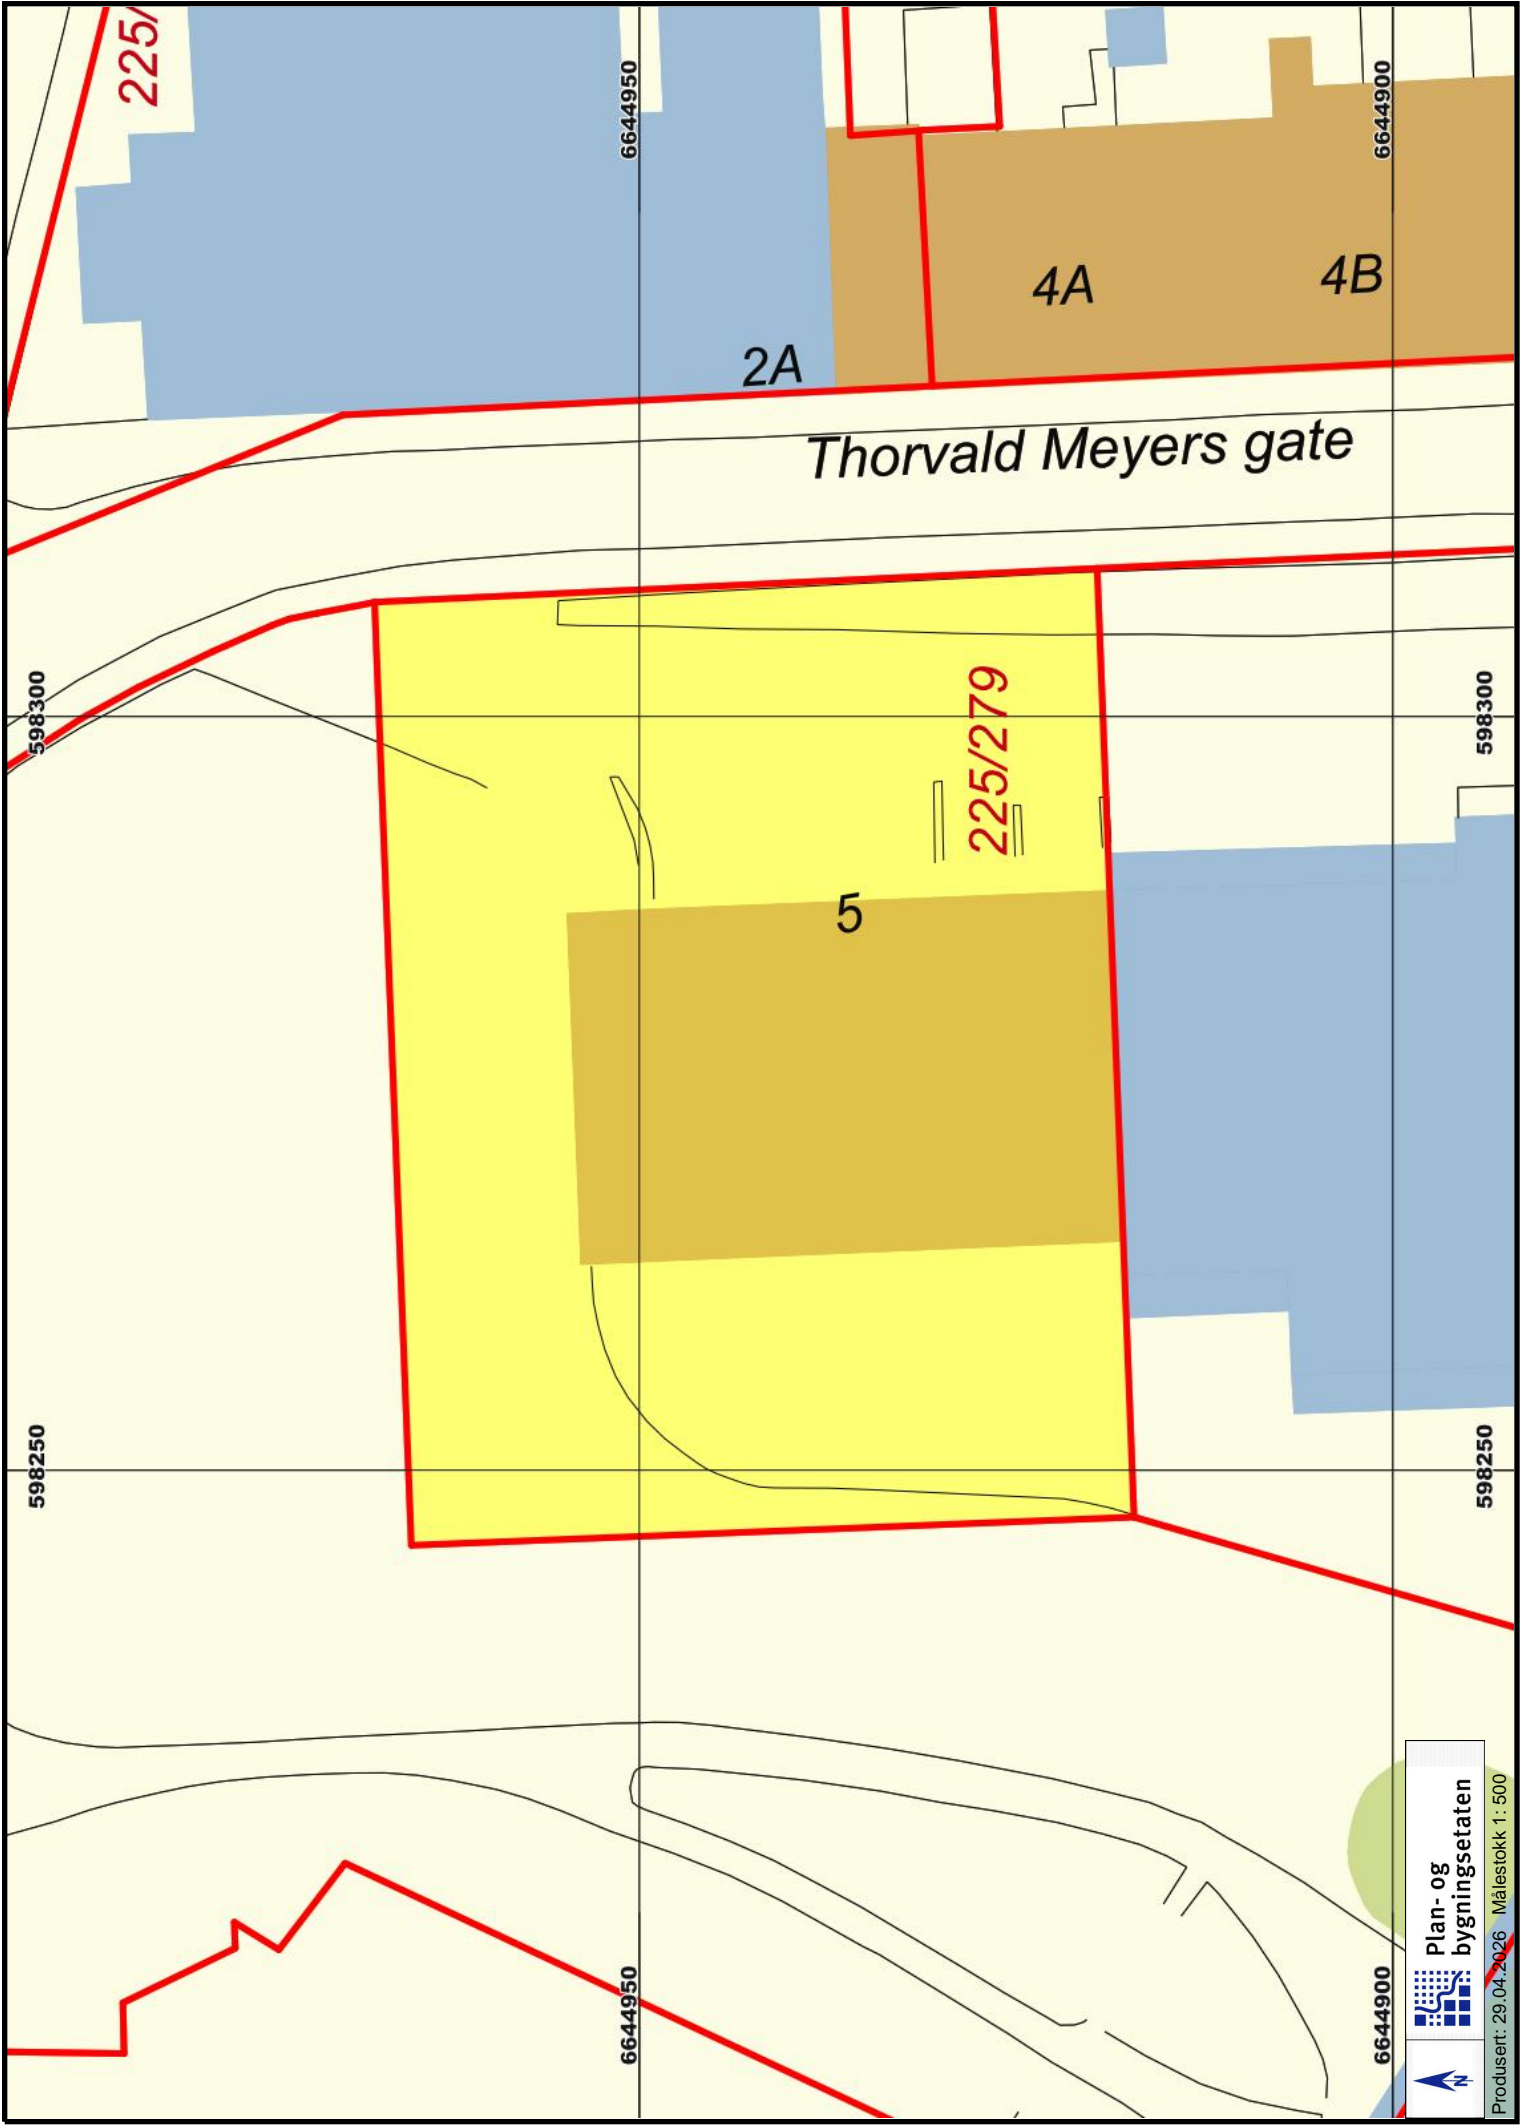 225/
6644950
6644900
4A
4B
2A
Thorvald Meyers gate
598300
598300
225/279
5
598250
598250
6644950
6644900
Plan- og
bygningsetaten
N
Produsert: 29.04.2026 Målestokk 1: 500